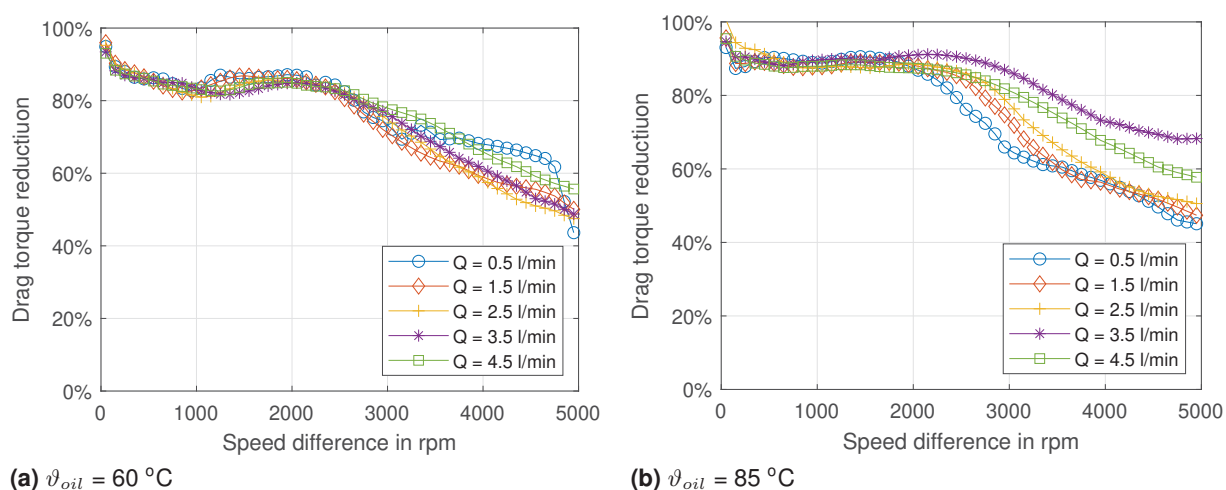 100%
80%
60%
40%
20%
0%
0
1000
2000
3000
4000
5000
Drag torque reductiuon
Speed difference in rpm
Q = 0.5 l/min
Q = 1.5 l/min
Q = 2.5 l/min
Q = 3.5 l/min
Q = 4.5 l/min
(a) ϑoil = 60 °C
100%
80%
60%
40%
20%
0%
0
1000
2000
3000
4000
5000
Drag torque reductiuon
Speed difference in rpm
Q = 0.5 l/min
Q = 1.5 l/min
Q = 2.5 l/min
Q = 3.5 l/min
Q = 4.5 l/min
(b) ϑoil = 85 °C